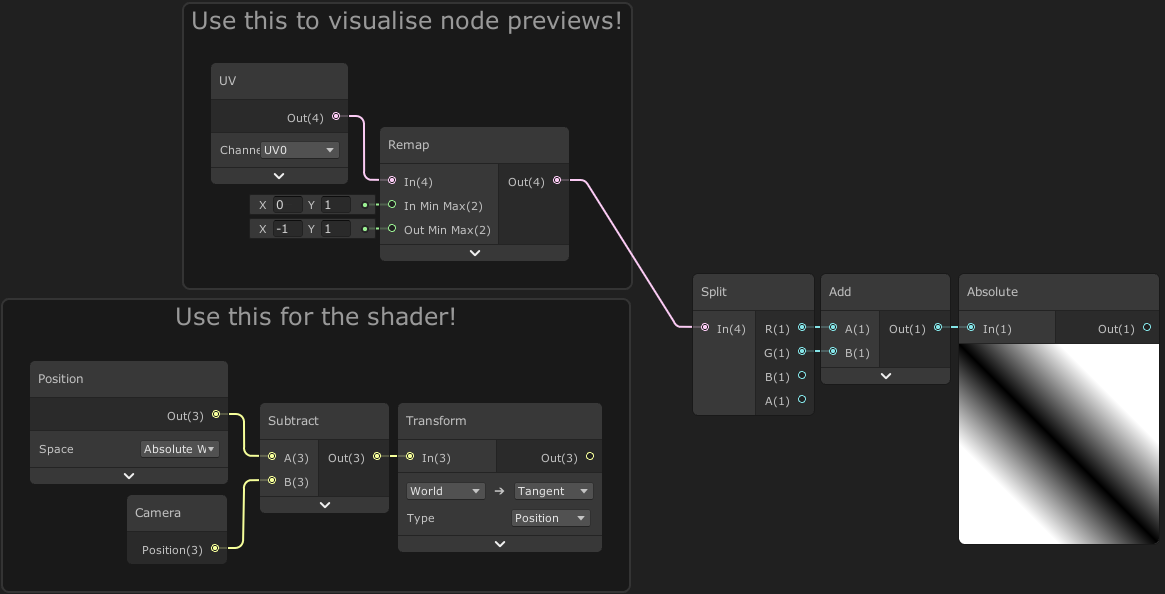 Use this to visualise node previews!
UV
Out(4)
Channe UV0
Remap
In(4) Out(4)
X 0 Y 1 In Min Max(2)
X -1 Y 1 Out Min Max(2)
Split
In(4) R(1)
G(1)
B(1)
A(1)
Add
A(1) Out(1)
B(1)
Absolute
In(1) Out(1)
Use this for the shader!
Position
Out(3)
Space Absolute W
Camera
Position(3)
Subtract
A(3) Out(3)
B(3)
Transform
In(3) Out(3)
World → Tangent
Type Position